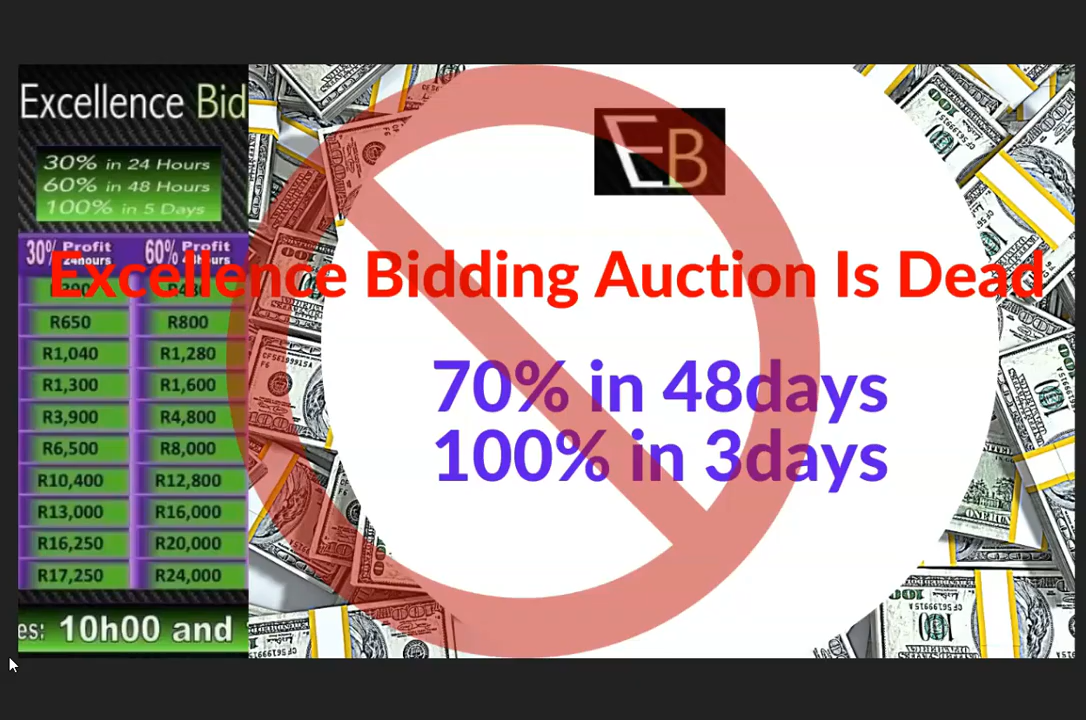 Excellence Bid
30% in 24 Hours
60% in 48 Hours
100% in 5 Days
30% Profit 24hours
60% Profit 48hours
EB
Excellence Bidding Auction Is Dead
70% in 48days
100% in 3days
R650 R800
R1,040 R1,280
R1,300 R1,600
R3,900 R4,800
R6,500 R8,000
R10,400 R12,800
R13,000 R16,000
R16,250 R20,000
R17,250 R24,000
es: 10h00 and